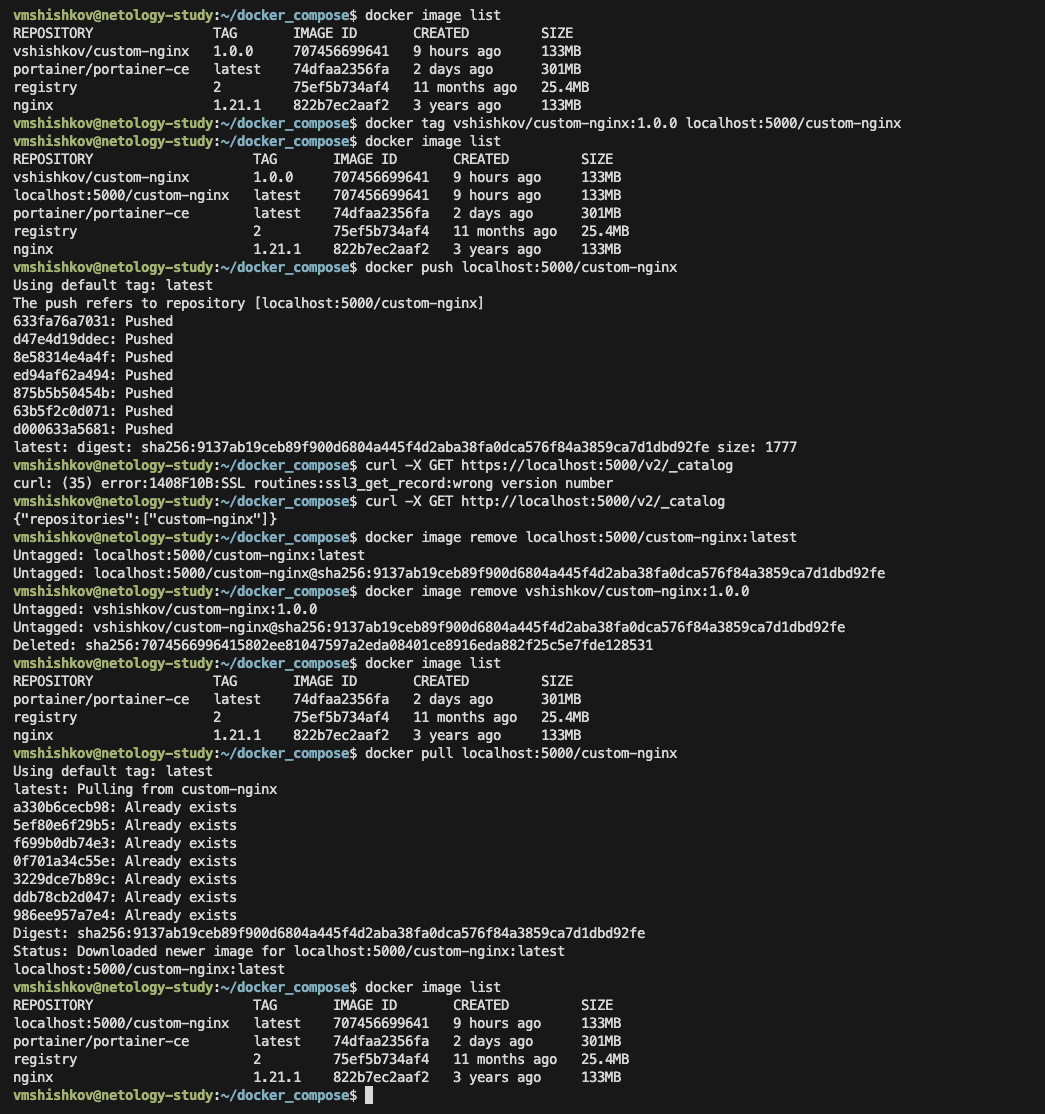 vmshishkov@netology-study:~/docker_compose$ docker image list
REPOSITORY               TAG       IMAGE ID       CREATED         SIZE
vshishkov/custom-nginx   1.0.0     707456699641   9 hours ago     133MB
portainer/portainer-ce   latest    74dfaa2356fa   2 days ago      301MB
registry                 2         75ef5b734af4   11 months ago   25.4MB
nginx                    1.21.1    822b7ec2aaf2   3 years ago     133MB
vmshishkov@netology-study:~/docker_compose$ docker tag vshishkov/custom-nginx:1.0.0 localhost:5000/custom-nginx
vmshishkov@netology-study:~/docker_compose$ docker image list
REPOSITORY                    TAG       IMAGE ID       CREATED         SIZE
vshishkov/custom-nginx        1.0.0     707456699641   9 hours ago     133MB
localhost:5000/custom-nginx   latest    707456699641   9 hours ago     133MB
portainer/portainer-ce        latest    74dfaa2356fa   2 days ago      301MB
registry                      2         75ef5b734af4   11 months ago   25.4MB
nginx                         1.21.1    822b7ec2aaf2   3 years ago     133MB
vmshishkov@netology-study:~/docker_compose$ docker push localhost:5000/custom-nginx
Using default tag: latest
The push refers to repository [localhost:5000/custom-nginx]
633fa76a7031: Pushed
d47e4d19ddec: Pushed
8e58314e4a4f: Pushed
ed94af62a494: Pushed
875b5b50454b: Pushed
63b5f2c0d071: Pushed
d000633a5681: Pushed
latest: digest: sha256:9137ab19ceb89f900d6804a445f4d2aba38fa0dca576f84a3859ca7d1dbd92fe size: 1777
vmshishkov@netology-study:~/docker_compose$ curl -X GET https://localhost:5000/v2/_catalog
curl: (35) error:1408F10B:SSL routines:ssl3_get_record:wrong version number
vmshishkov@netology-study:~/docker_compose$ curl -X GET http://localhost:5000/v2/_catalog
{"repositories":["custom-nginx"]}
vmshishkov@netology-study:~/docker_compose$ docker image remove localhost:5000/custom-nginx:latest
Untagged: localhost:5000/custom-nginx:latest
Untagged: localhost:5000/custom-nginx@sha256:9137ab19ceb89f900d6804a445f4d2aba38fa0dca576f84a3859ca7d1dbd92fe
vmshishkov@netology-study:~/docker_compose$ docker image remove vshishkov/custom-nginx:1.0.0
Untagged: vshishkov/custom-nginx:1.0.0
Untagged: vshishkov/custom-nginx@sha256:9137ab19ceb89f900d6804a445f4d2aba38fa0dca576f84a3859ca7d1dbd92fe
Deleted: sha256:7074566996415802ee81047597a2eda08401ce8916eda882f25c5e7fde128531
vmshishkov@netology-study:~/docker_compose$ docker image list
REPOSITORY               TAG       IMAGE ID       CREATED         SIZE
portainer/portainer-ce   latest    74dfaa2356fa   2 days ago      301MB
registry                 2         75ef5b734af4   11 months ago   25.4MB
nginx                    1.21.1    822b7ec2aaf2   3 years ago     133MB
vmshishkov@netology-study:~/docker_compose$ docker pull localhost:5000/custom-nginx
Using default tag: latest
latest: Pulling from custom-nginx
a330b6cecb98: Already exists
5ef80e6f29b5: Already exists
f699b0db74e3: Already exists
0f701a34c55e: Already exists
3229dce7b89c: Already exists
ddb78cb2d047: Already exists
986ee957a7e4: Already exists
Digest: sha256:9137ab19ceb89f900d6804a445f4d2aba38fa0dca576f84a3859ca7d1dbd92fe
Status: Downloaded newer image for localhost:5000/custom-nginx:latest
localhost:5000/custom-nginx:latest
vmshishkov@netology-study:~/docker_compose$ docker image list
REPOSITORY                    TAG       IMAGE ID       CREATED         SIZE
localhost:5000/custom-nginx   latest    707456699641   9 hours ago     133MB
portainer/portainer-ce        latest    74dfaa2356fa   2 days ago      301MB
registry                      2         75ef5b734af4   11 months ago   25.4MB
nginx                         1.21.1    822b7ec2aaf2   3 years ago     133MB
vmshishkov@netology-study:~/docker_compose$